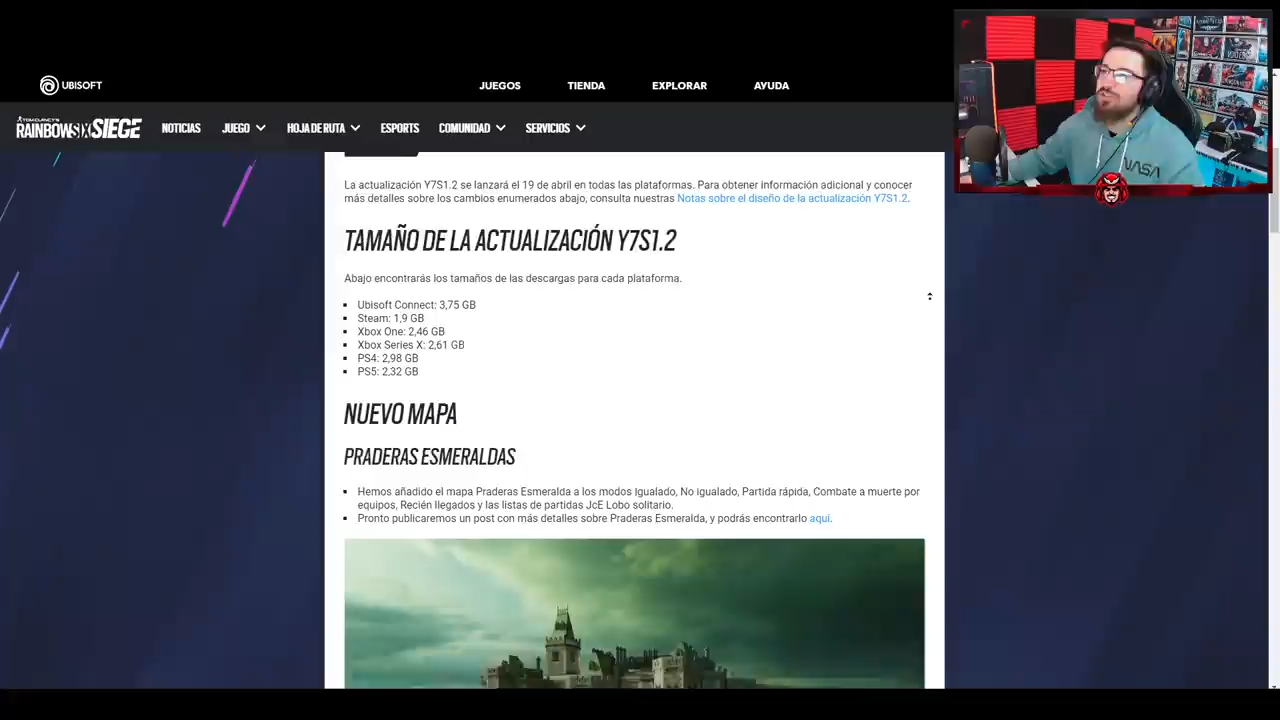 UBISOFT
JUEGOS
TIENDA
EXPLORAR
AYUDA
TOM CLANCY'S
RAINBOWSIX SIEGE
NOTICIAS
JUEGO
HOJA DE RUTA
ESPORTS
COMUNIDAD
SERVICIOS
NASA
La actualización Y7S1.2 se lanzará el 19 de abril en todas las plataformas. Para obtener información adicional y conocer
más detalles sobre los cambios enumerados abajo, consulta nuestras Notas sobre el diseño de la actualización Y7S1.2.
TAMAÑO DE LA ACTUALIZACIÓN Y7S1.2
Abajo encontrarás los tamaños de las descargas para cada plataforma.
Ubisoft Connect: 3,75 GB
Steam: 1,9 GB
Xbox One: 2,46 GB
Xbox Series X: 2,61 GB
PS4: 2,98 GB
PS5: 2,32 GB
NUEVO MAPA
PRADERAS ESMERALDAS
Hemos añadido el mapa Praderas Esmeralda a los modos Igualado, No igualado, Partida rápida, Combate a muerte por
equipos, Recién llegados y las listas de partidas JcE Lobo solitario.
Pronto publicaremos un post con más detalles sobre Praderas Esmeralda, y podrás encontrarlo aquí.